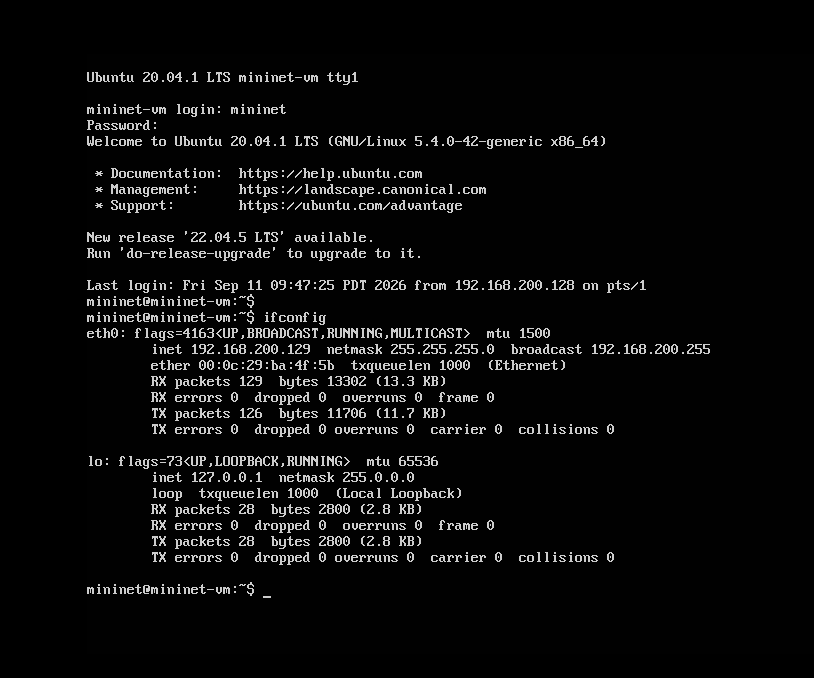 Ubuntu 20.04.1 LTS mininet-vm tty1
mininet-vm login: mininet
Password:
Welcome to Ubuntu 20.04.1 LTS (GNU/Linux 5.4.0-42-generic x86_64)
* Documentation:  https://help.ubuntu.com
* Management:     https://landscape.canonical.com
* Support:        https://ubuntu.com/advantage
New release '22.04.5 LTS' available.
Run 'do-release-upgrade' to upgrade to it.
Last login: Fri Sep 11 09:47:25 PDT 2026 from 192.168.200.128 on pts/1
mininet@mininet-vm:~$
mininet@mininet-vm:~$ ifconfig
eth0: flags=4163<UP,BROADCAST,RUNNING,MULTICAST>  mtu 1500
inet 192.168.200.129  netmask 255.255.255.0  broadcast 192.168.200.255
ether 00:0c:29:ba:4f:5b  txqueuelen 1000  (Ethernet)
RX packets 129  bytes 13302 (13.3 KB)
RX errors 0  dropped 0  overruns 0  frame 0
TX packets 126  bytes 11706 (11.7 KB)
TX errors 0  dropped 0 overruns 0  carrier 0  collisions 0
lo: flags=73<UP,LOOPBACK,RUNNING>  mtu 65536
inet 127.0.0.1  netmask 255.0.0.0
loop  txqueuelen 1000  (Local Loopback)
RX packets 28  bytes 2800 (2.8 KB)
RX errors 0  dropped 0  overruns 0  frame 0
TX packets 28  bytes 2800 (2.8 KB)
TX errors 0  dropped 0 overruns 0  carrier 0  collisions 0
mininet@mininet-vm:~$ _